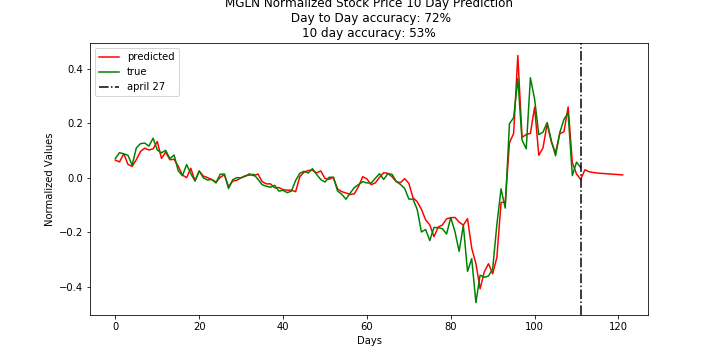 MGLN Normalized Stock Price 10 Day Prediction
Day to Day accuracy: 72%
10 day accuracy: 53%
predicted
true
april 27
Normalized Values
0.4
0.2
0.0
−0.2
−0.4
0 20 40 60 80 100 120
Days